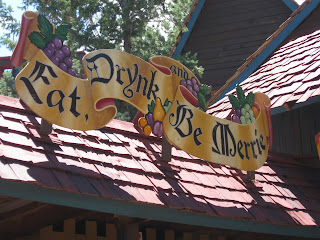 Eat, Drynk and Be Merrie